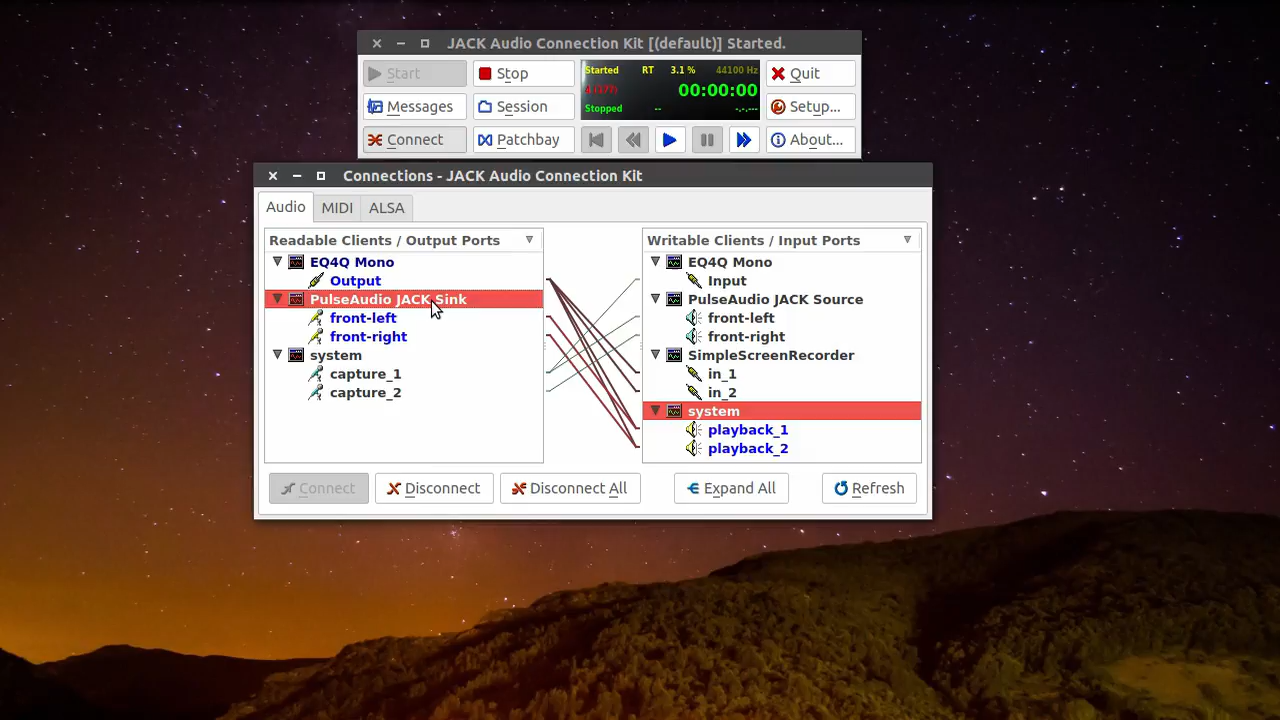 JACK Audio Connection Kit [(default)] Started.
Start
Stop
Started RT 3.1 % 44100 Hz
Quit
Messages
Session
00:00:00
Setup...
Stopped -- -.-.---
Connect
Patchbay
About...
Connections - JACK Audio Connection Kit
Audio MIDI ALSA
Readable Clients / Output Ports
EQ4Q Mono
Output
PulseAudio JACK Sink
front-left
front-right
system
capture_1
capture_2
Writable Clients / Input Ports
EQ4Q Mono
Input
PulseAudio JACK Source
front-left
front-right
SimpleScreenRecorder
in_1
in_2
system
playback_1
playback_2
Connect
Disconnect
Disconnect All
Expand All
Refresh